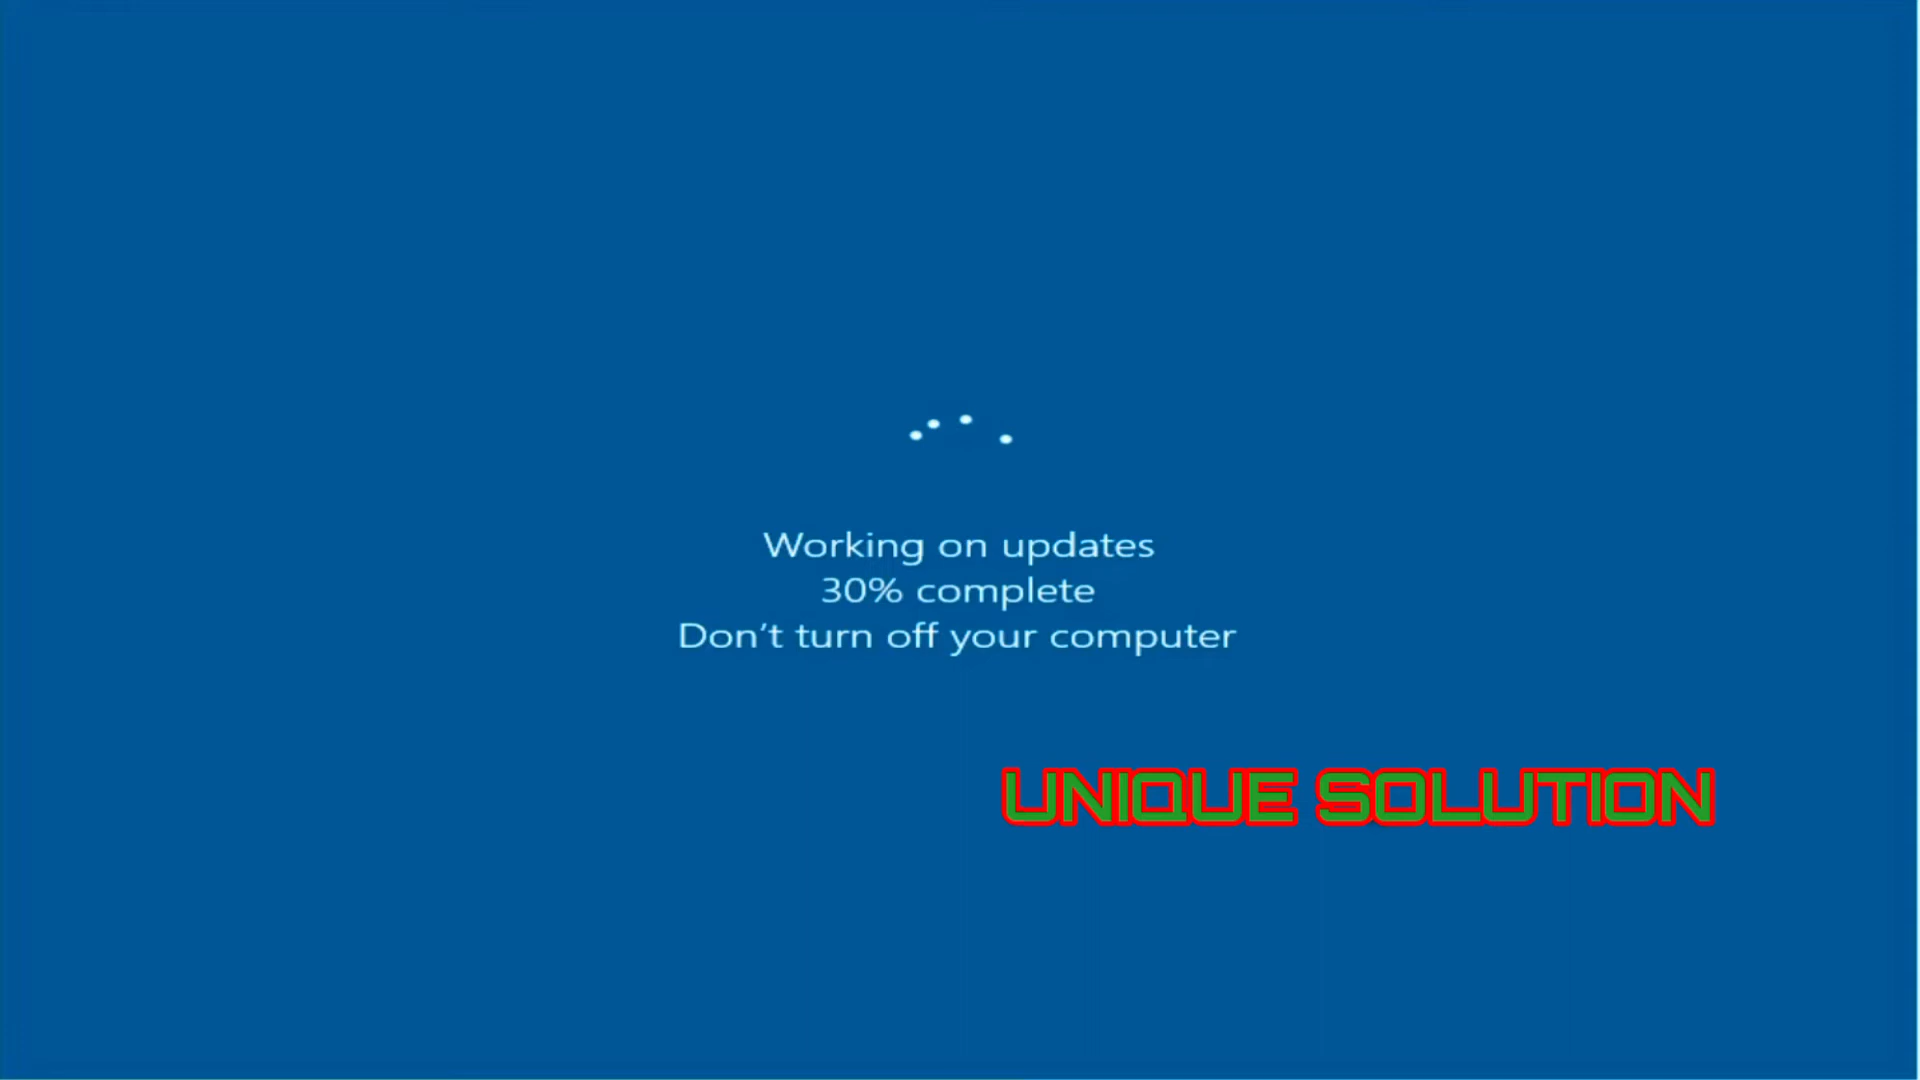 Working on updates
30% complete
Don't turn off your computer
UNIQUE SOLUTION